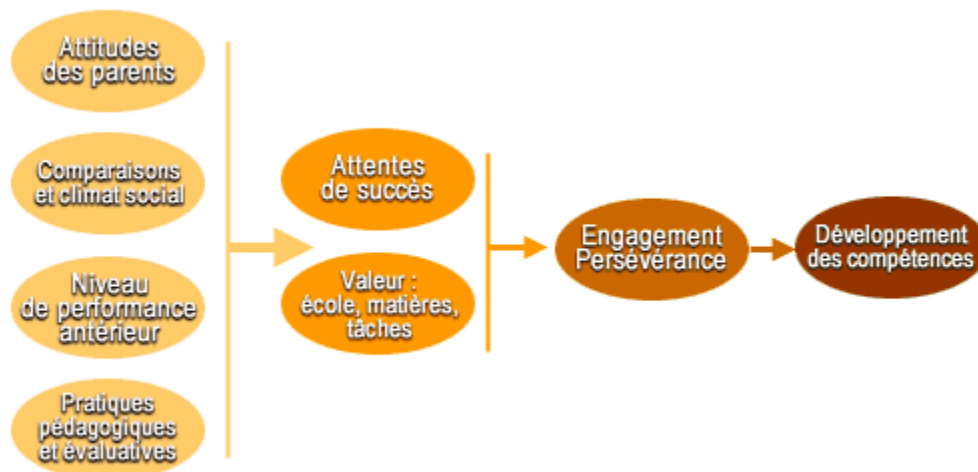 Attitudes
des parents
Comparaisons
et climat social
Niveau
de performance
antérieur
Pratiques
pédagogiques
et évaluatives
Attentes
de succès
Valeur :
école, matières,
tâches
Engagement
Persévérance
Développement
des compétences